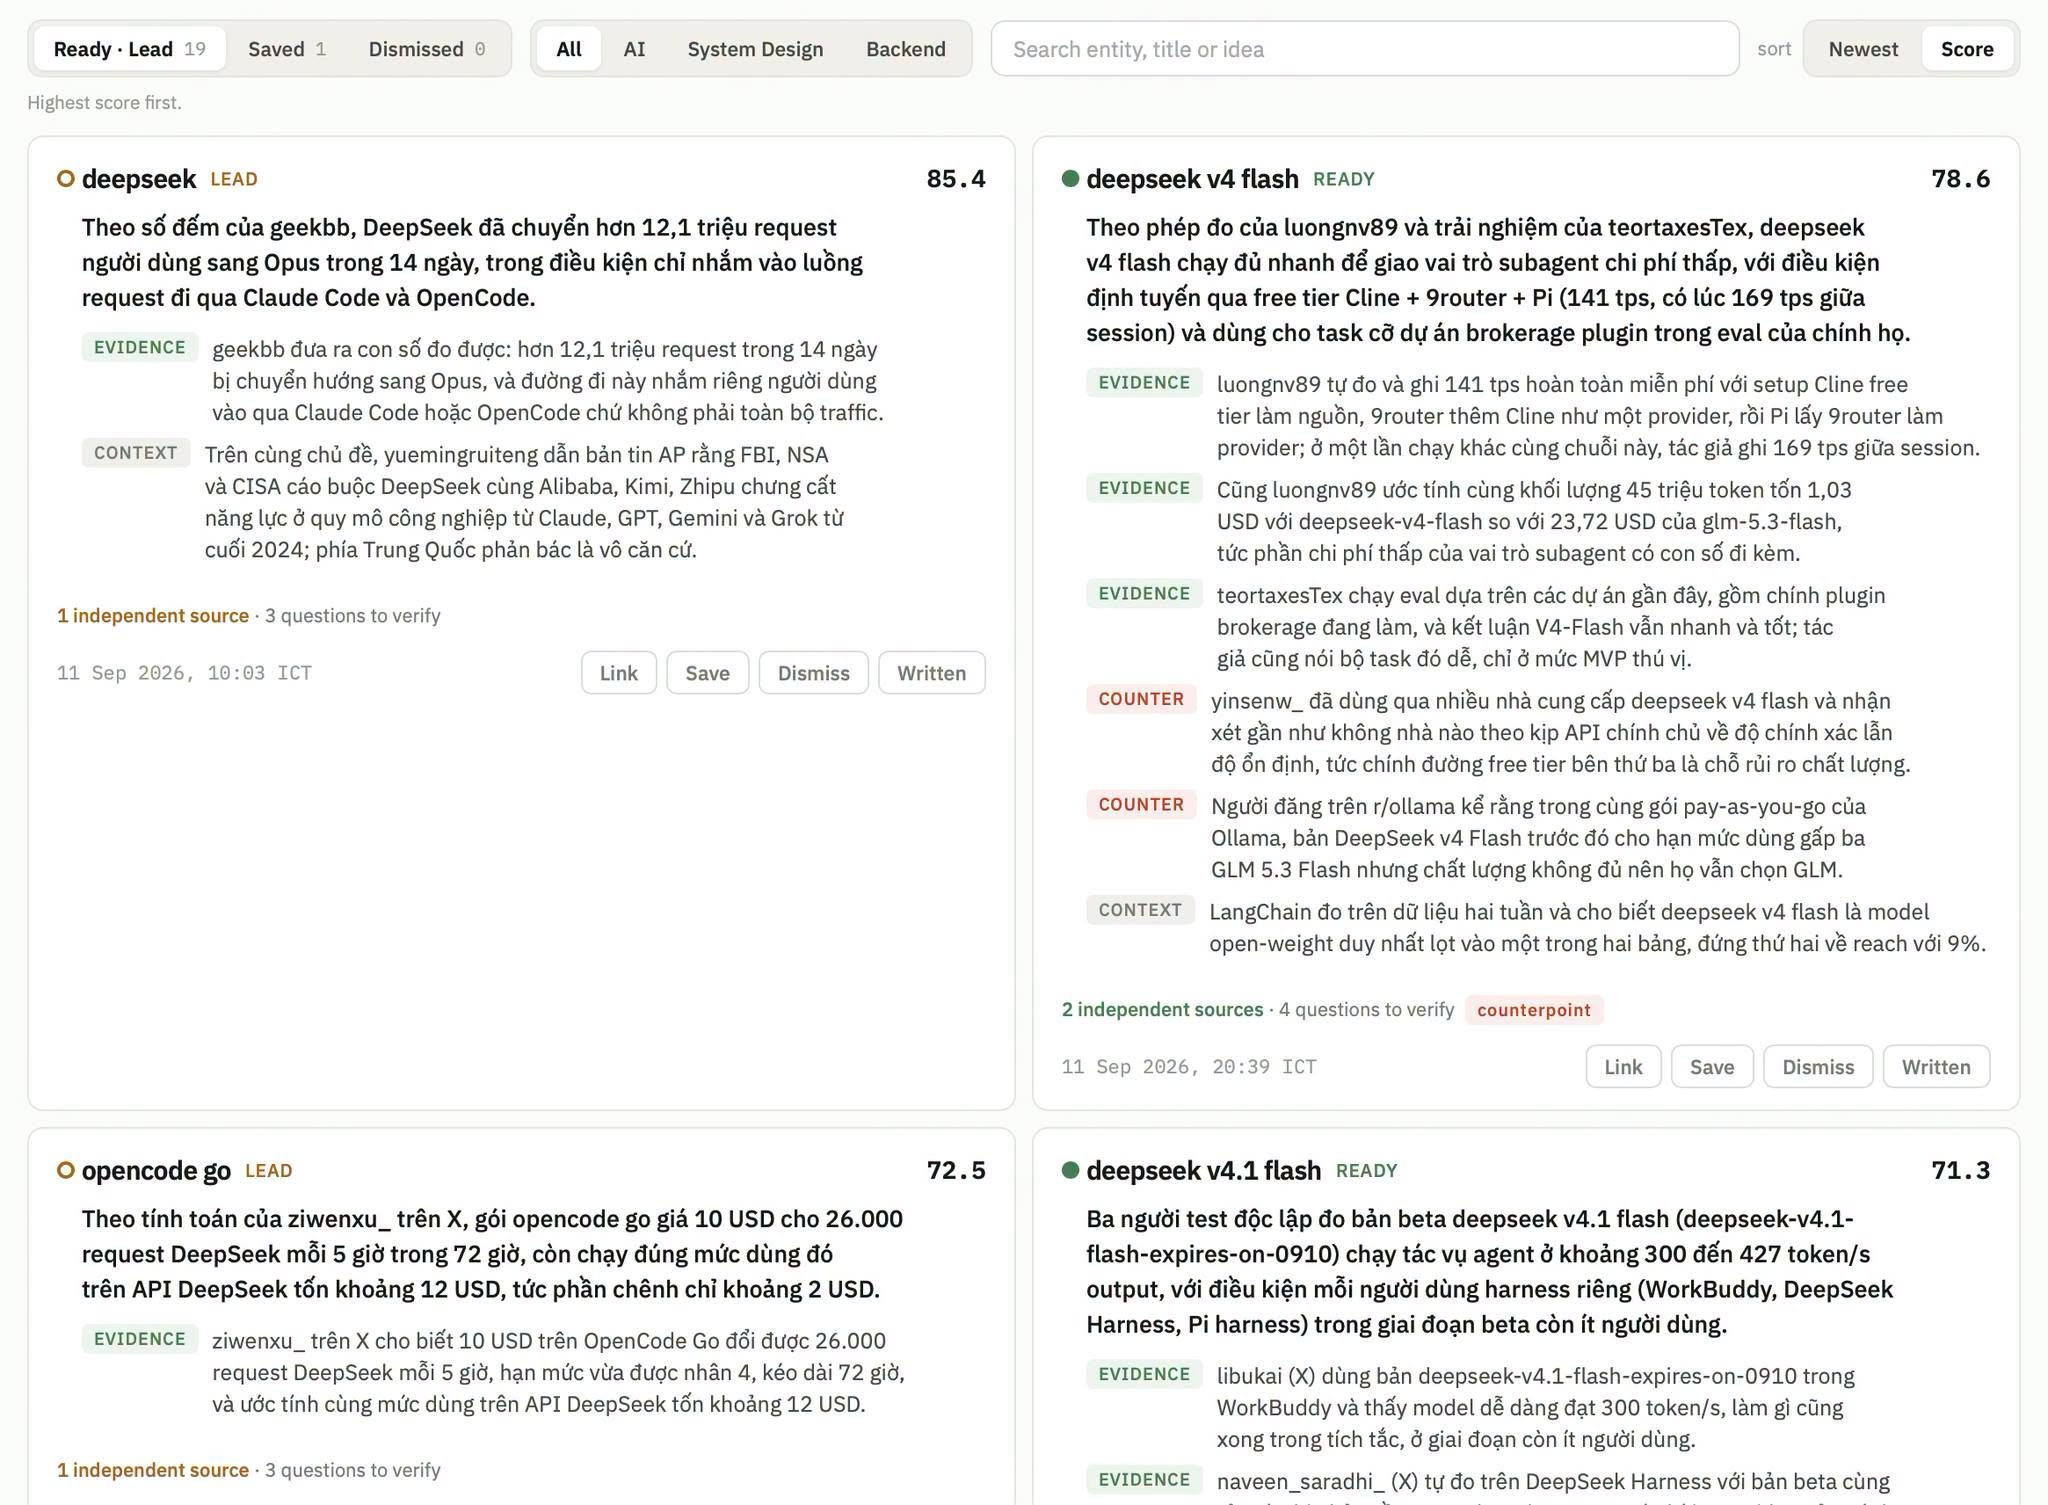 Ready · Lead 19 Saved 1 Dismissed 0 All AI System Design Backend Search entity, title or idea sort Newest Score
Highest score first.
deepseek LEAD 85.4
Theo số đếm của geekbb, DeepSeek đã chuyển hơn 12,1 triệu request
người dùng sang Opus trong 14 ngày, trong điều kiện chỉ nhắm vào luồng
request đi qua Claude Code và OpenCode.
EVIDENCE geekbb đưa ra con số đo được: hơn 12,1 triệu request trong 14 ngày
bị chuyển hướng sang Opus, và đường đi này nhắm riêng người dùng
vào qua Claude Code hoặc OpenCode chứ không phải toàn bộ traffic.
CONTEXT Trên cùng chủ đề, yuemingruiteng dẫn bản tin AP rằng FBI, NSA
và CISA cáo buộc DeepSeek cùng Alibaba, Kimi, Zhipu chưng cất
năng lực ở quy mô công nghiệp từ Claude, GPT, Gemini và Grok từ
cuối 2024; phía Trung Quốc phản bác là vô căn cứ.
1 independent source · 3 questions to verify
11 Sep 2026, 10:03 ICT Link Save Dismiss Written
deepseek v4 flash READY 78.6
Theo phép đo của luongnv89 và trải nghiệm của teortaxesTex, deepseek
v4 flash chạy đủ nhanh để giao vai trò subagent chi phí thấp, với điều kiện
định tuyến qua free tier Cline + 9router + Pi (141 tps, có lúc 169 tps giữa
session) và dùng cho task cỡ dự án brokerage plugin trong eval của chính họ.
EVIDENCE luongnv89 tự đo và ghi 141 tps hoàn toàn miễn phí với setup Cline free
tier làm nguồn, 9router thêm Cline như một provider, rồi Pi lấy 9router làm
provider; ở một lần chạy khác cùng chuỗi này, tác giả ghi 169 tps giữa session.
EVIDENCE Cũng luongnv89 ước tính cùng khối lượng 45 triệu token tốn 1,03
USD với deepseek-v4-flash so với 23,72 USD của glm-5.3-flash,
tức phần chi phí thấp của vai trò subagent có con số đi kèm.
EVIDENCE teortaxesTex chạy eval dựa trên các dự án gần đây, gồm chính plugin
brokerage đang làm, và kết luận V4-Flash vẫn nhanh và tốt; tác
giả cũng nói bộ task đó dễ, chỉ ở mức MVP thú vị.
COUNTER yinsenw_ đã dùng qua nhiều nhà cung cấp deepseek v4 flash và nhận
xét gần như không nhà nào theo kịp API chính chủ về độ chính xác lẫn
độ ổn định, tức chính đường free tier bên thứ ba là chỗ rủi ro chất lượng.
COUNTER Người đăng trên r/ollama kể rằng trong cùng gói pay-as-you-go của
Ollama, bản DeepSeek v4 Flash trước đó cho hạn mức dùng gấp ba
GLM 5.3 Flash nhưng chất lượng không đủ nên họ vẫn chọn GLM.
CONTEXT LangChain đo trên dữ liệu hai tuần và cho biết deepseek v4 flash là model
open-weight duy nhất lọt vào một trong hai bảng, đứng thứ hai về reach với 9%.
2 independent sources · 4 questions to verify counterpoint
11 Sep 2026, 20:39 ICT Link Save Dismiss Written
opencode go LEAD 72.5
Theo tính toán của ziwenxu_ trên X, gói opencode go giá 10 USD cho 26.000
request DeepSeek mỗi 5 giờ trong 72 giờ, còn chạy đúng mức dùng đó
trên API DeepSeek tốn khoảng 12 USD, tức phần chênh chỉ khoảng 2 USD.
EVIDENCE ziwenxu_ trên X cho biết 10 USD trên OpenCode Go đổi được 26.000
request DeepSeek mỗi 5 giờ, hạn mức vừa được nhân 4, kéo dài 72 giờ,
và ước tính cùng mức dùng trên API DeepSeek tốn khoảng 12 USD.
1 independent source · 3 questions to verify
deepseek v4.1 flash READY 71.3
Ba người test độc lập đo bản beta deepseek v4.1 flash (deepseek-v4.1-
flash-expires-on-0910) chạy tác vụ agent ở khoảng 300 đến 427 token/s
output, với điều kiện mỗi người dùng harness riêng (WorkBuddy, DeepSeek
Harness, Pi harness) trong giai đoạn beta còn ít người dùng.
EVIDENCE libukai (X) dùng bản deepseek-v4.1-flash-expires-on-0910 trong
WorkBuddy và thấy model dễ dàng đạt 300 token/s, làm gì cũng
xong trong tích tắc, ở giai đoạn còn ít người dùng.
EVIDENCE naveen_saradhi_ (X) tự đo trên DeepSeek Harness với bản beta cùng